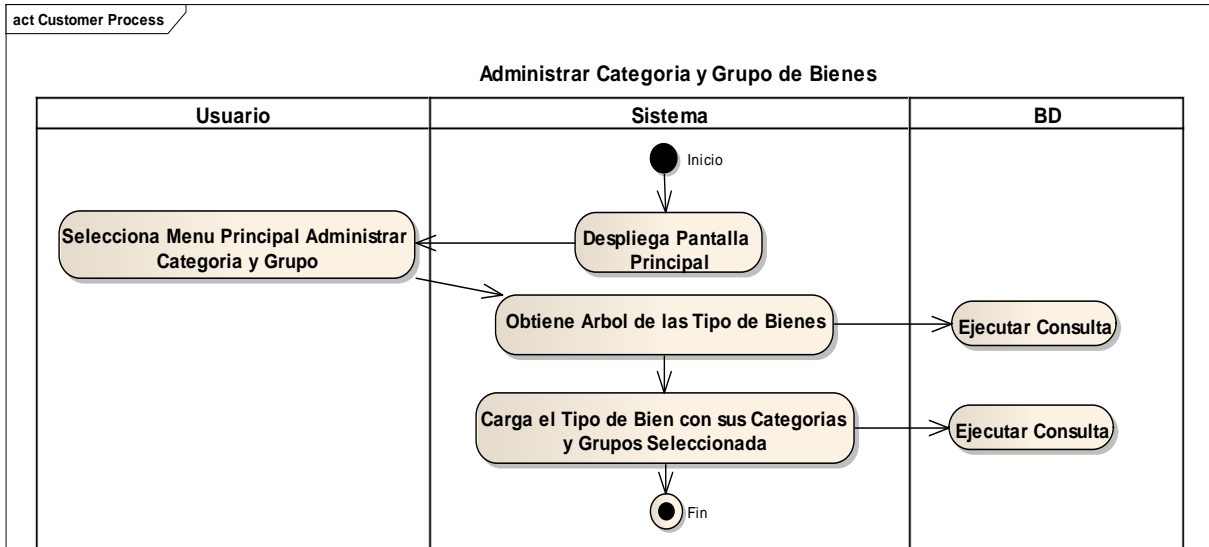 act Customer Process
Administrar Categoria y Grupo de Bienes
Usuario
Sistema
BD
Inicio
Selecciona Menu Principal Administrar
Categoria y Grupo
Despliega Pantalla
Principal
Obtiene Arbol de las Tipo de Bienes
Ejecutar Consulta
Carga el Tipo de Bien con sus Categorias
y Grupos Seleccionada
Ejecutar Consulta
Fin